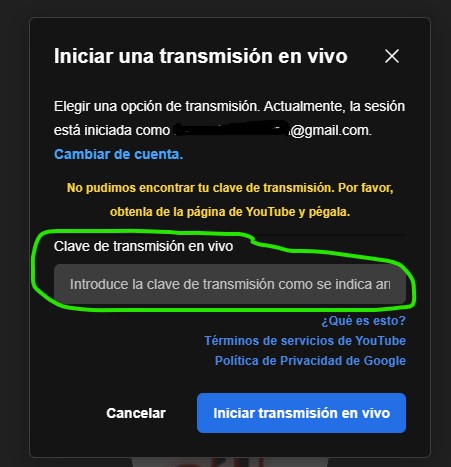 Iniciar una transmisión en vivo
Elegir una opción de transmisión. Actualmente, la sesión
está iniciada como @gmail.com.
Cambiar de cuenta.
No pudimos encontrar tu clave de transmisión. Por favor,
obtenla de la página de YouTube y pégala.
Clave de transmisión en vivo
Introduce la clave de transmisión como se indica an
¿Qué es esto?
Términos de servicios de YouTube
Política de Privacidad de Google
Cancelar
Iniciar transmisión en vivo